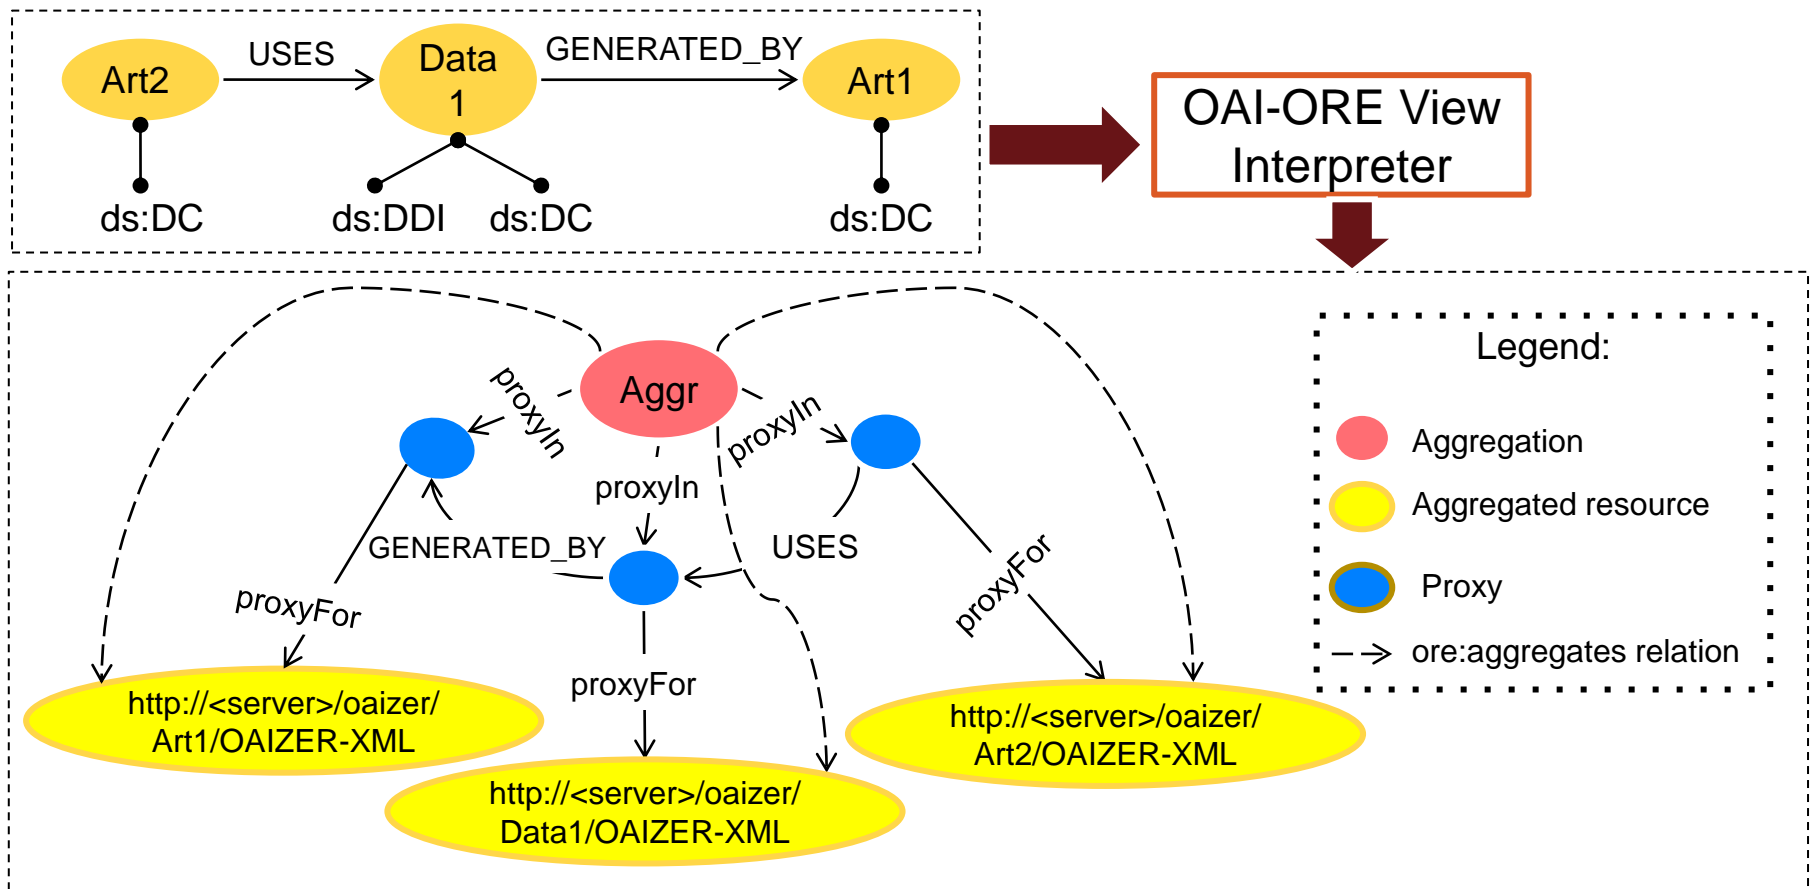 USES
GENERATED_BY
Art2
Data
1
Art1
ds:DC
ds:DDI
ds:DC
ds:DC
OAI-ORE View
Interpreter
Aggr
proxyIn
proxyIn
proxyIn
GENERATED_BY
USES
proxyFor
proxyFor
proxyFor
http://<server>/oaizer/
Art1/OAIZER-XML
http://<server>/oaizer/
Data1/OAIZER-XML
http://<server>/oaizer/
Art2/OAIZER-XML
Legend:
Aggregation
Aggregated resource
Proxy
ore:aggregates relation